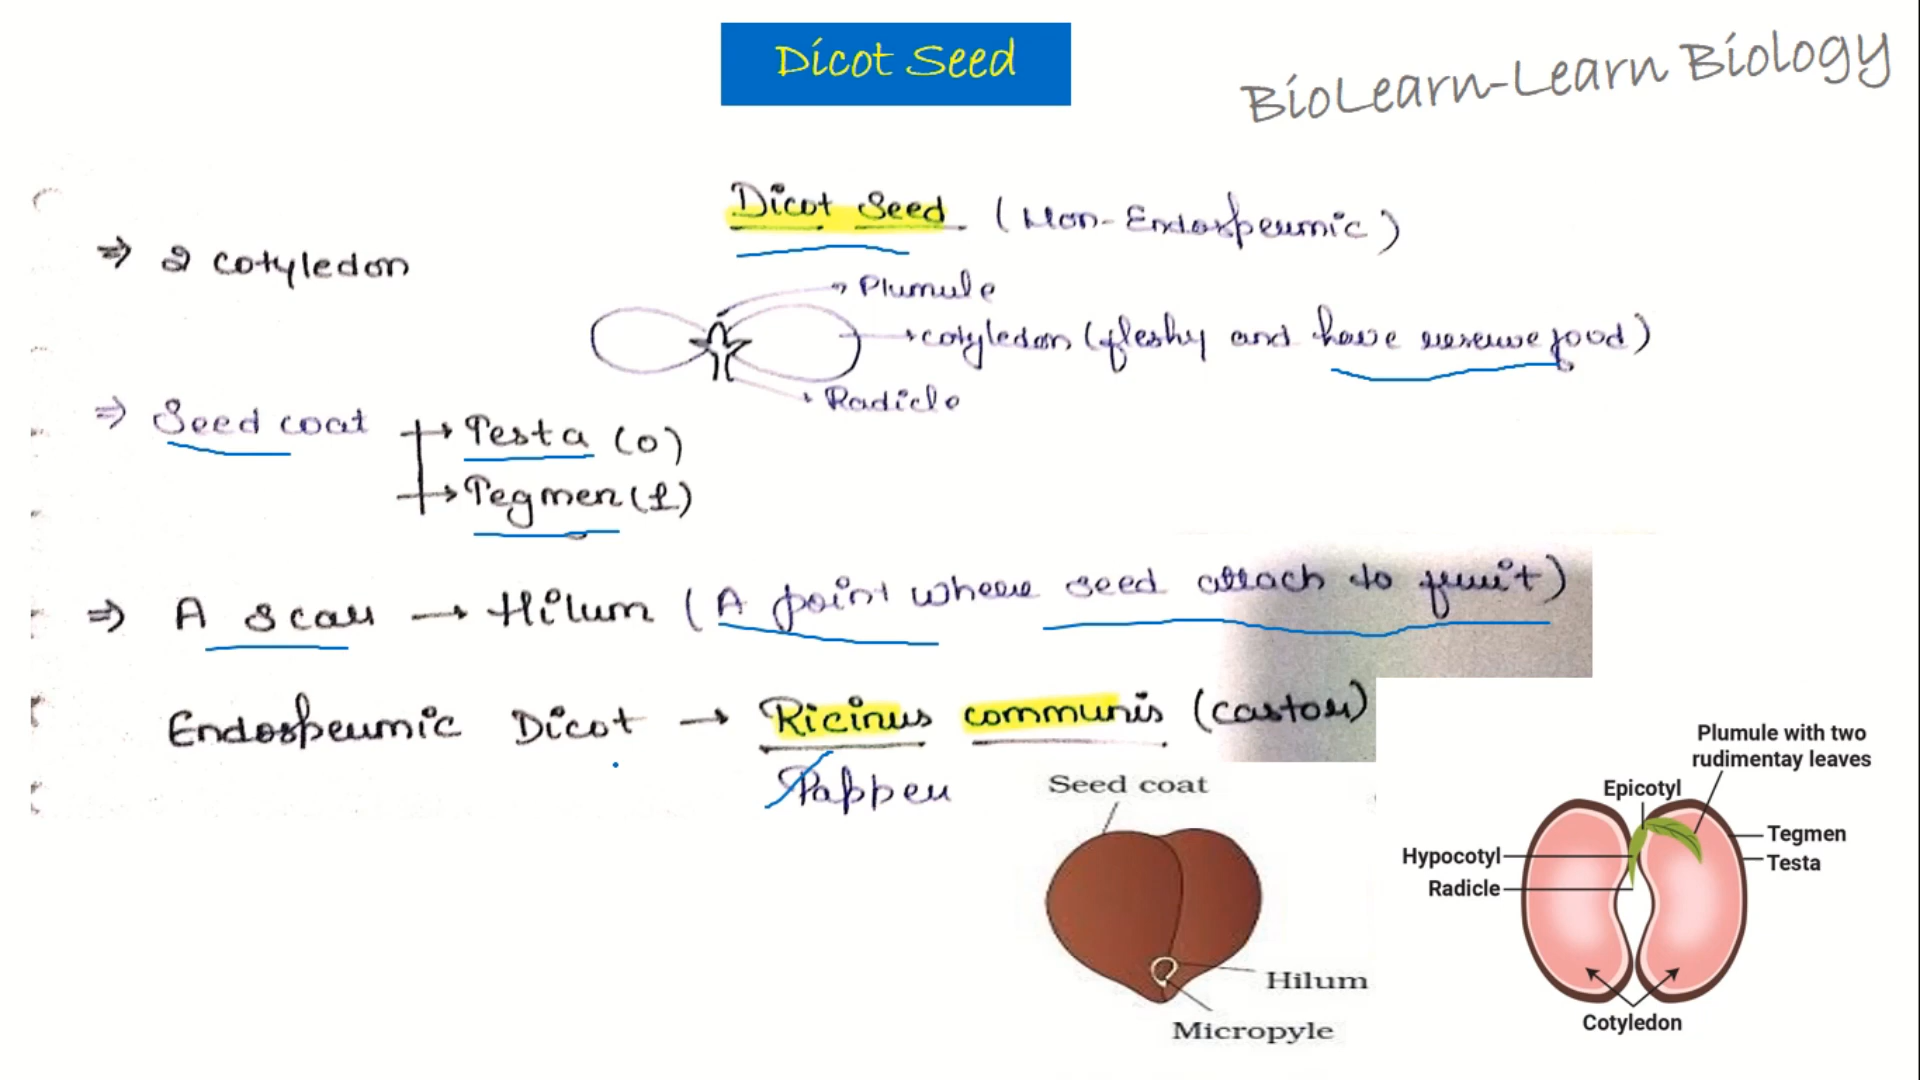 Dicot Seed
BioLearn-Learn Biology
Dicot Seed (Non-Endospermic)
⇒ 2 cotyledon
Plumule
cotyledon (fleshy and have reserve food)
Radicle
⇒ Seed coat
Testa (O)
Tegmen (I)
⇒ A scar → Hilum (A point where seed attach to fruit)
Endospermic Dicot → Ricinus communis (castor)
Papper
Seed coat
Hilum
Micropyle
Plumule with two
rudimentay leaves
Epicotyl
Tegmen
Testa
Hypocotyl
Radicle
Cotyledon